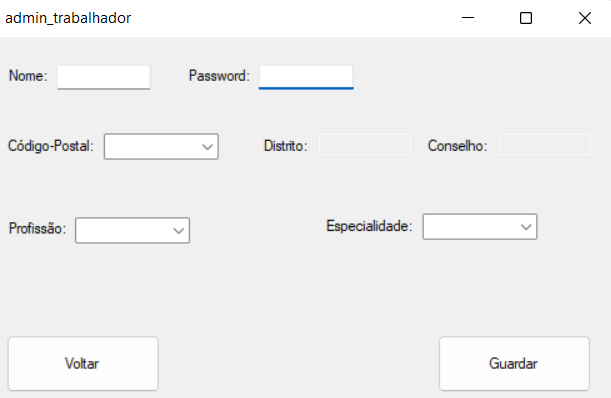 admin_trabalhador
Nome: Password:
Código-Postal: Distrito: Conselho:
Profissão: Especialidade:
Voltar Guardar